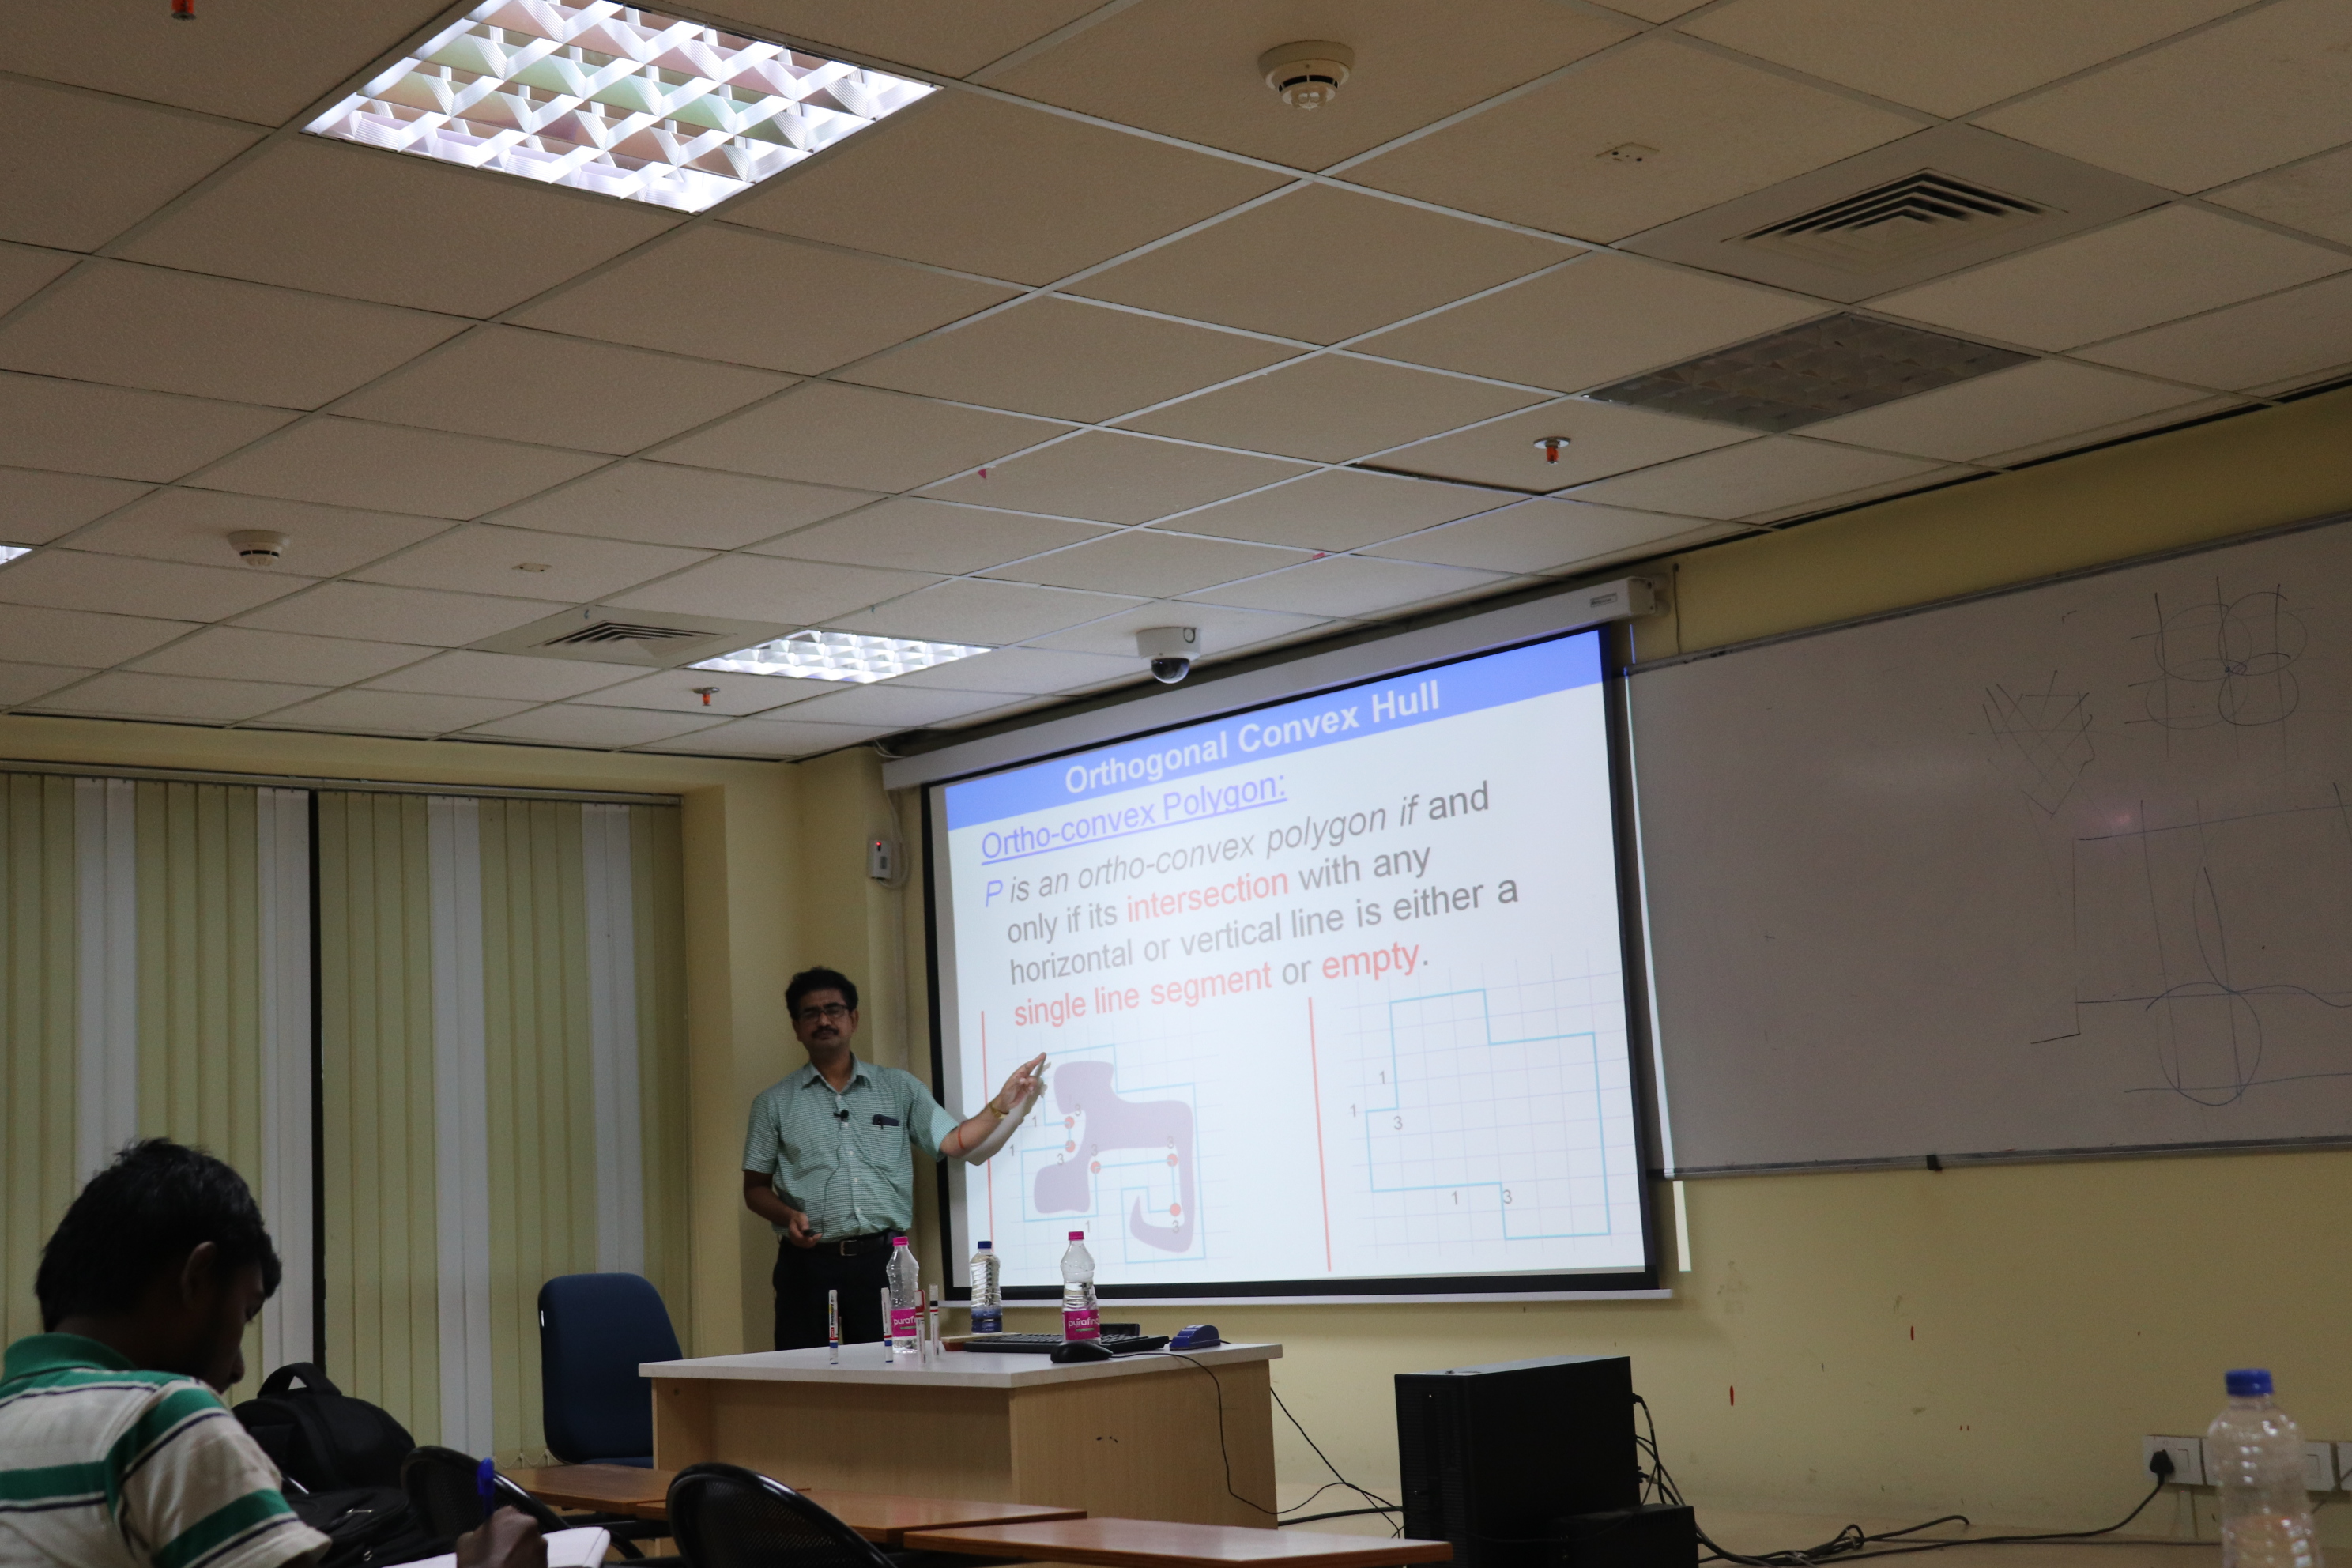 Orthogonal Convex Hull
Ortho-convex Polygon:
P is an ortho-convex polygon if and
only if its intersection with any
horizontal or vertical line is either a
single line segment or empty.
3
1
1
3
3
3
1
3
1
1
3
1
3
purafina